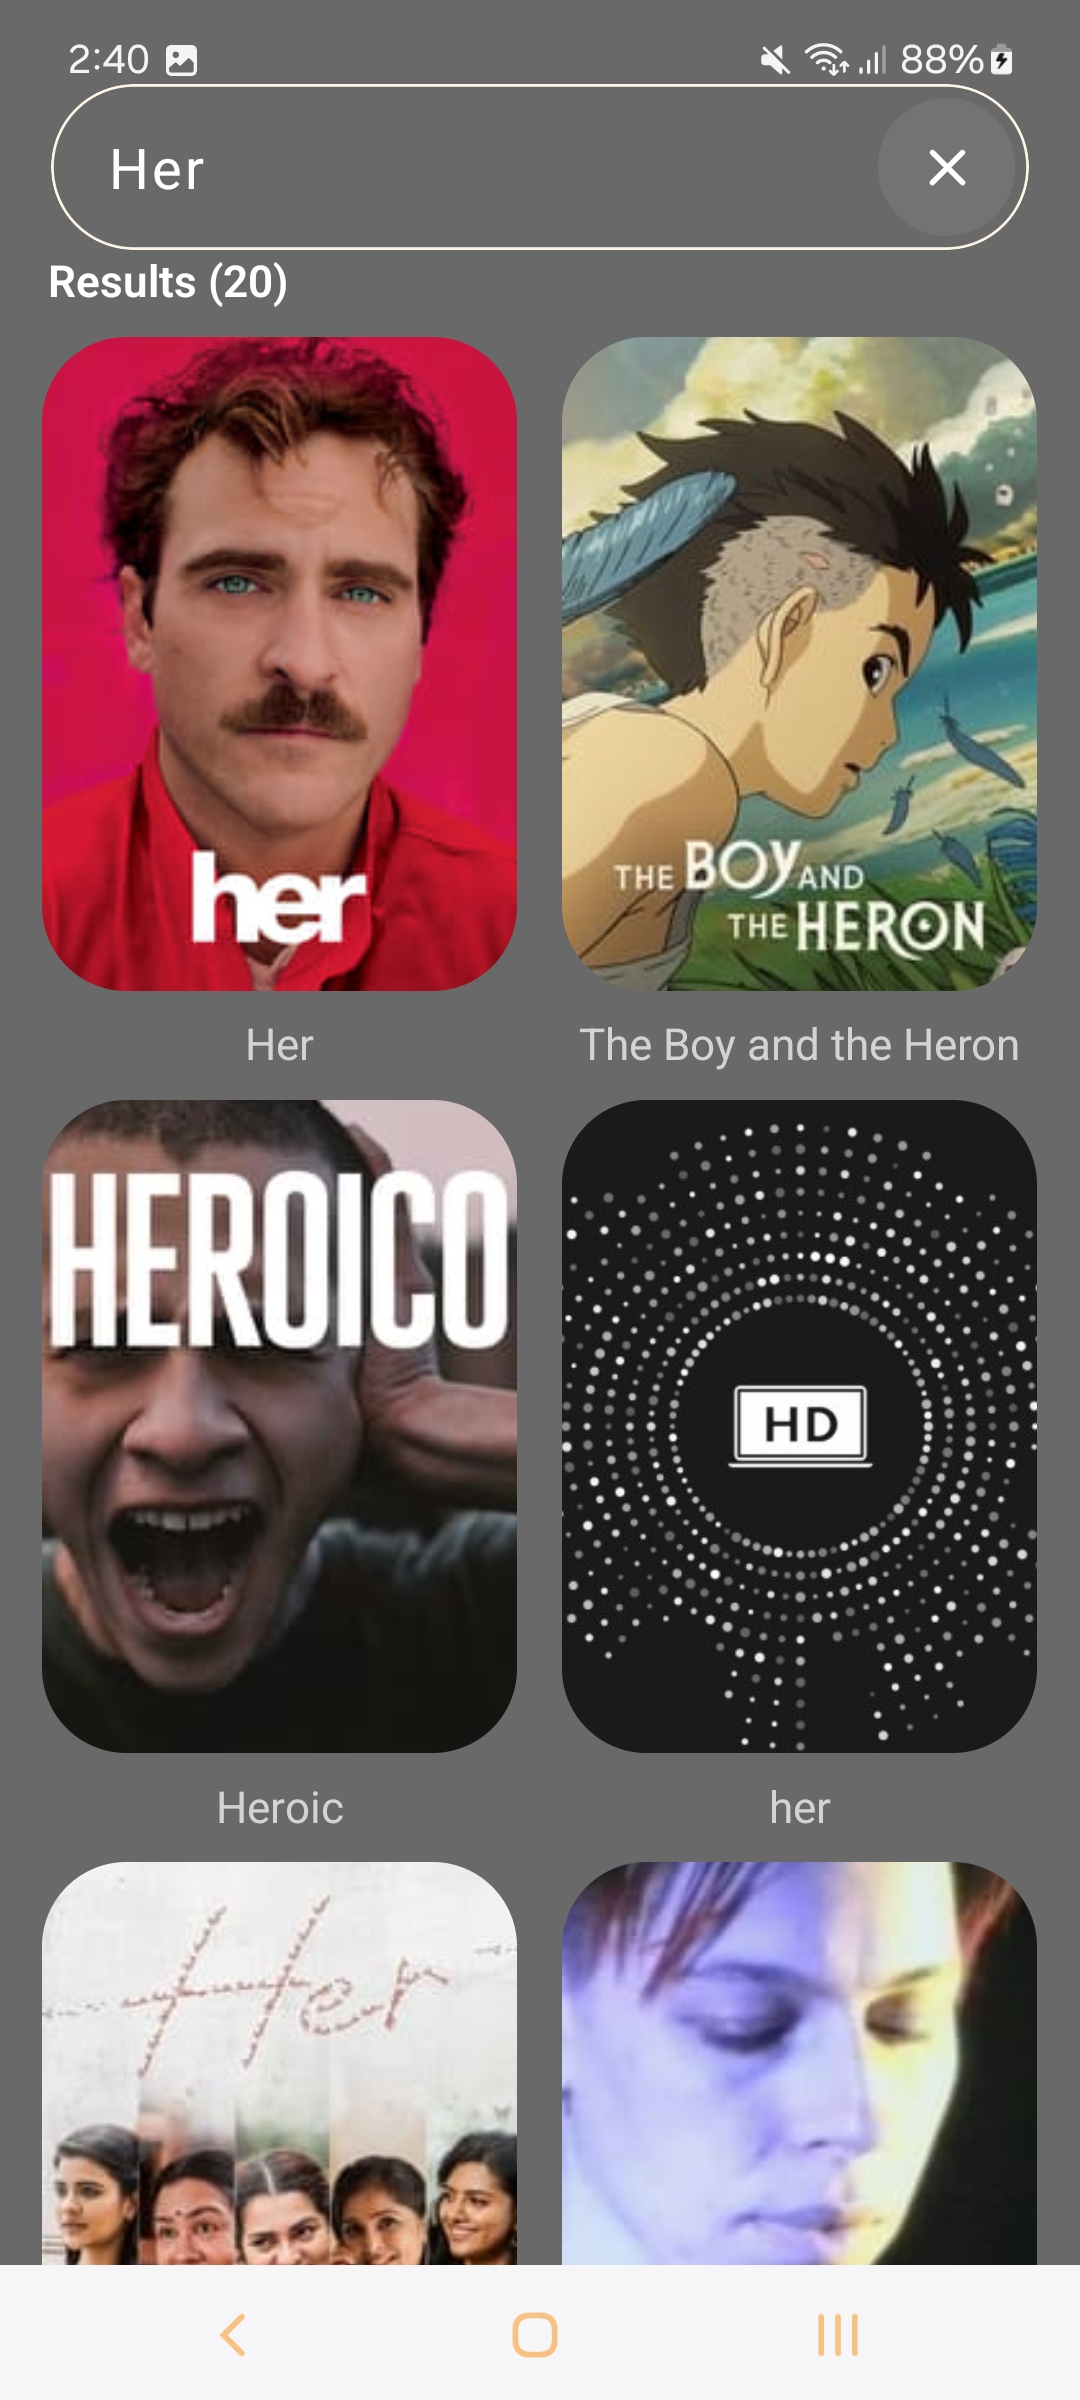 2:40 88%
Her
Results (20)
her
THE BOY AND
THE HERON
Her
The Boy and the Heron
HEROICO
HD
Heroic
her
Her